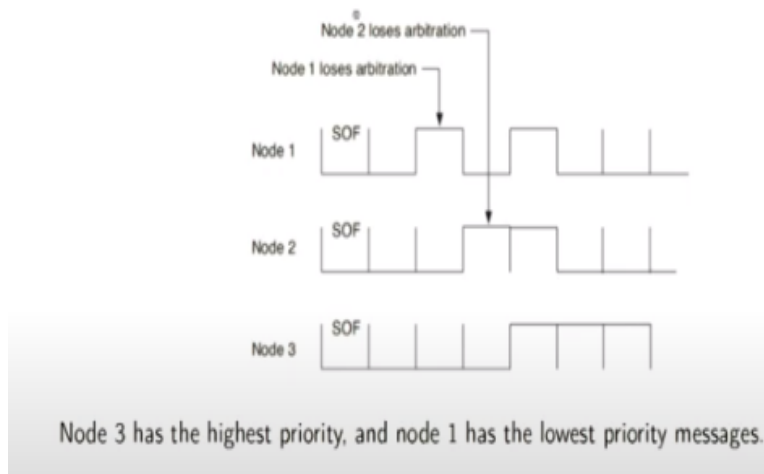 Node 2 loses arbitration
Node 1 loses arbitration
SOF
Node 1
SOF
Node 2
SOF
Node 3
Node 3 has the highest priority, and node 1 has the lowest priority messages.